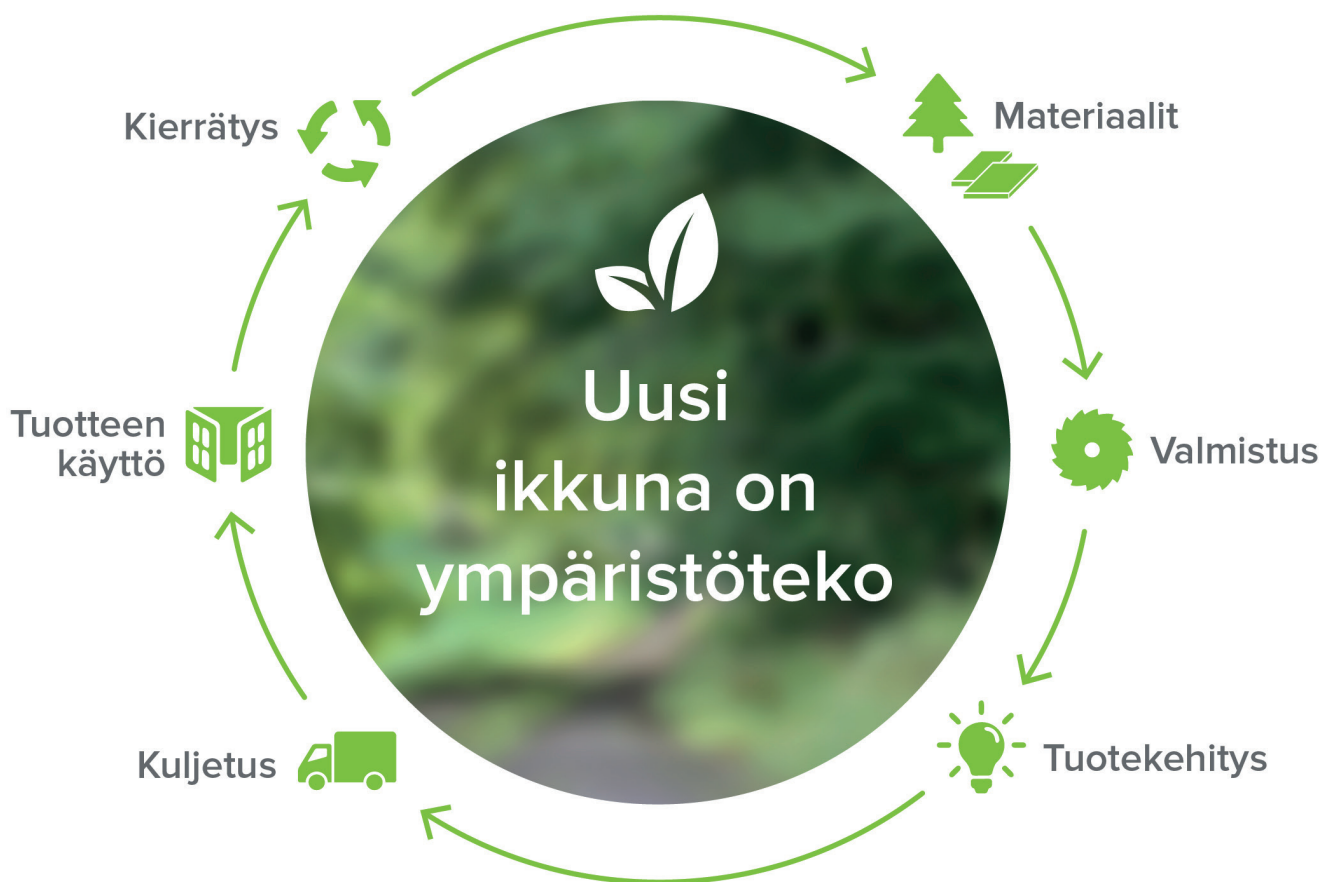 Kierrätys
Materiaalit
Uusi
ikkuna on
ympäristöteko
Tuotteen
käyttö
Valmistus
Kuljetus
Tuotekehitys